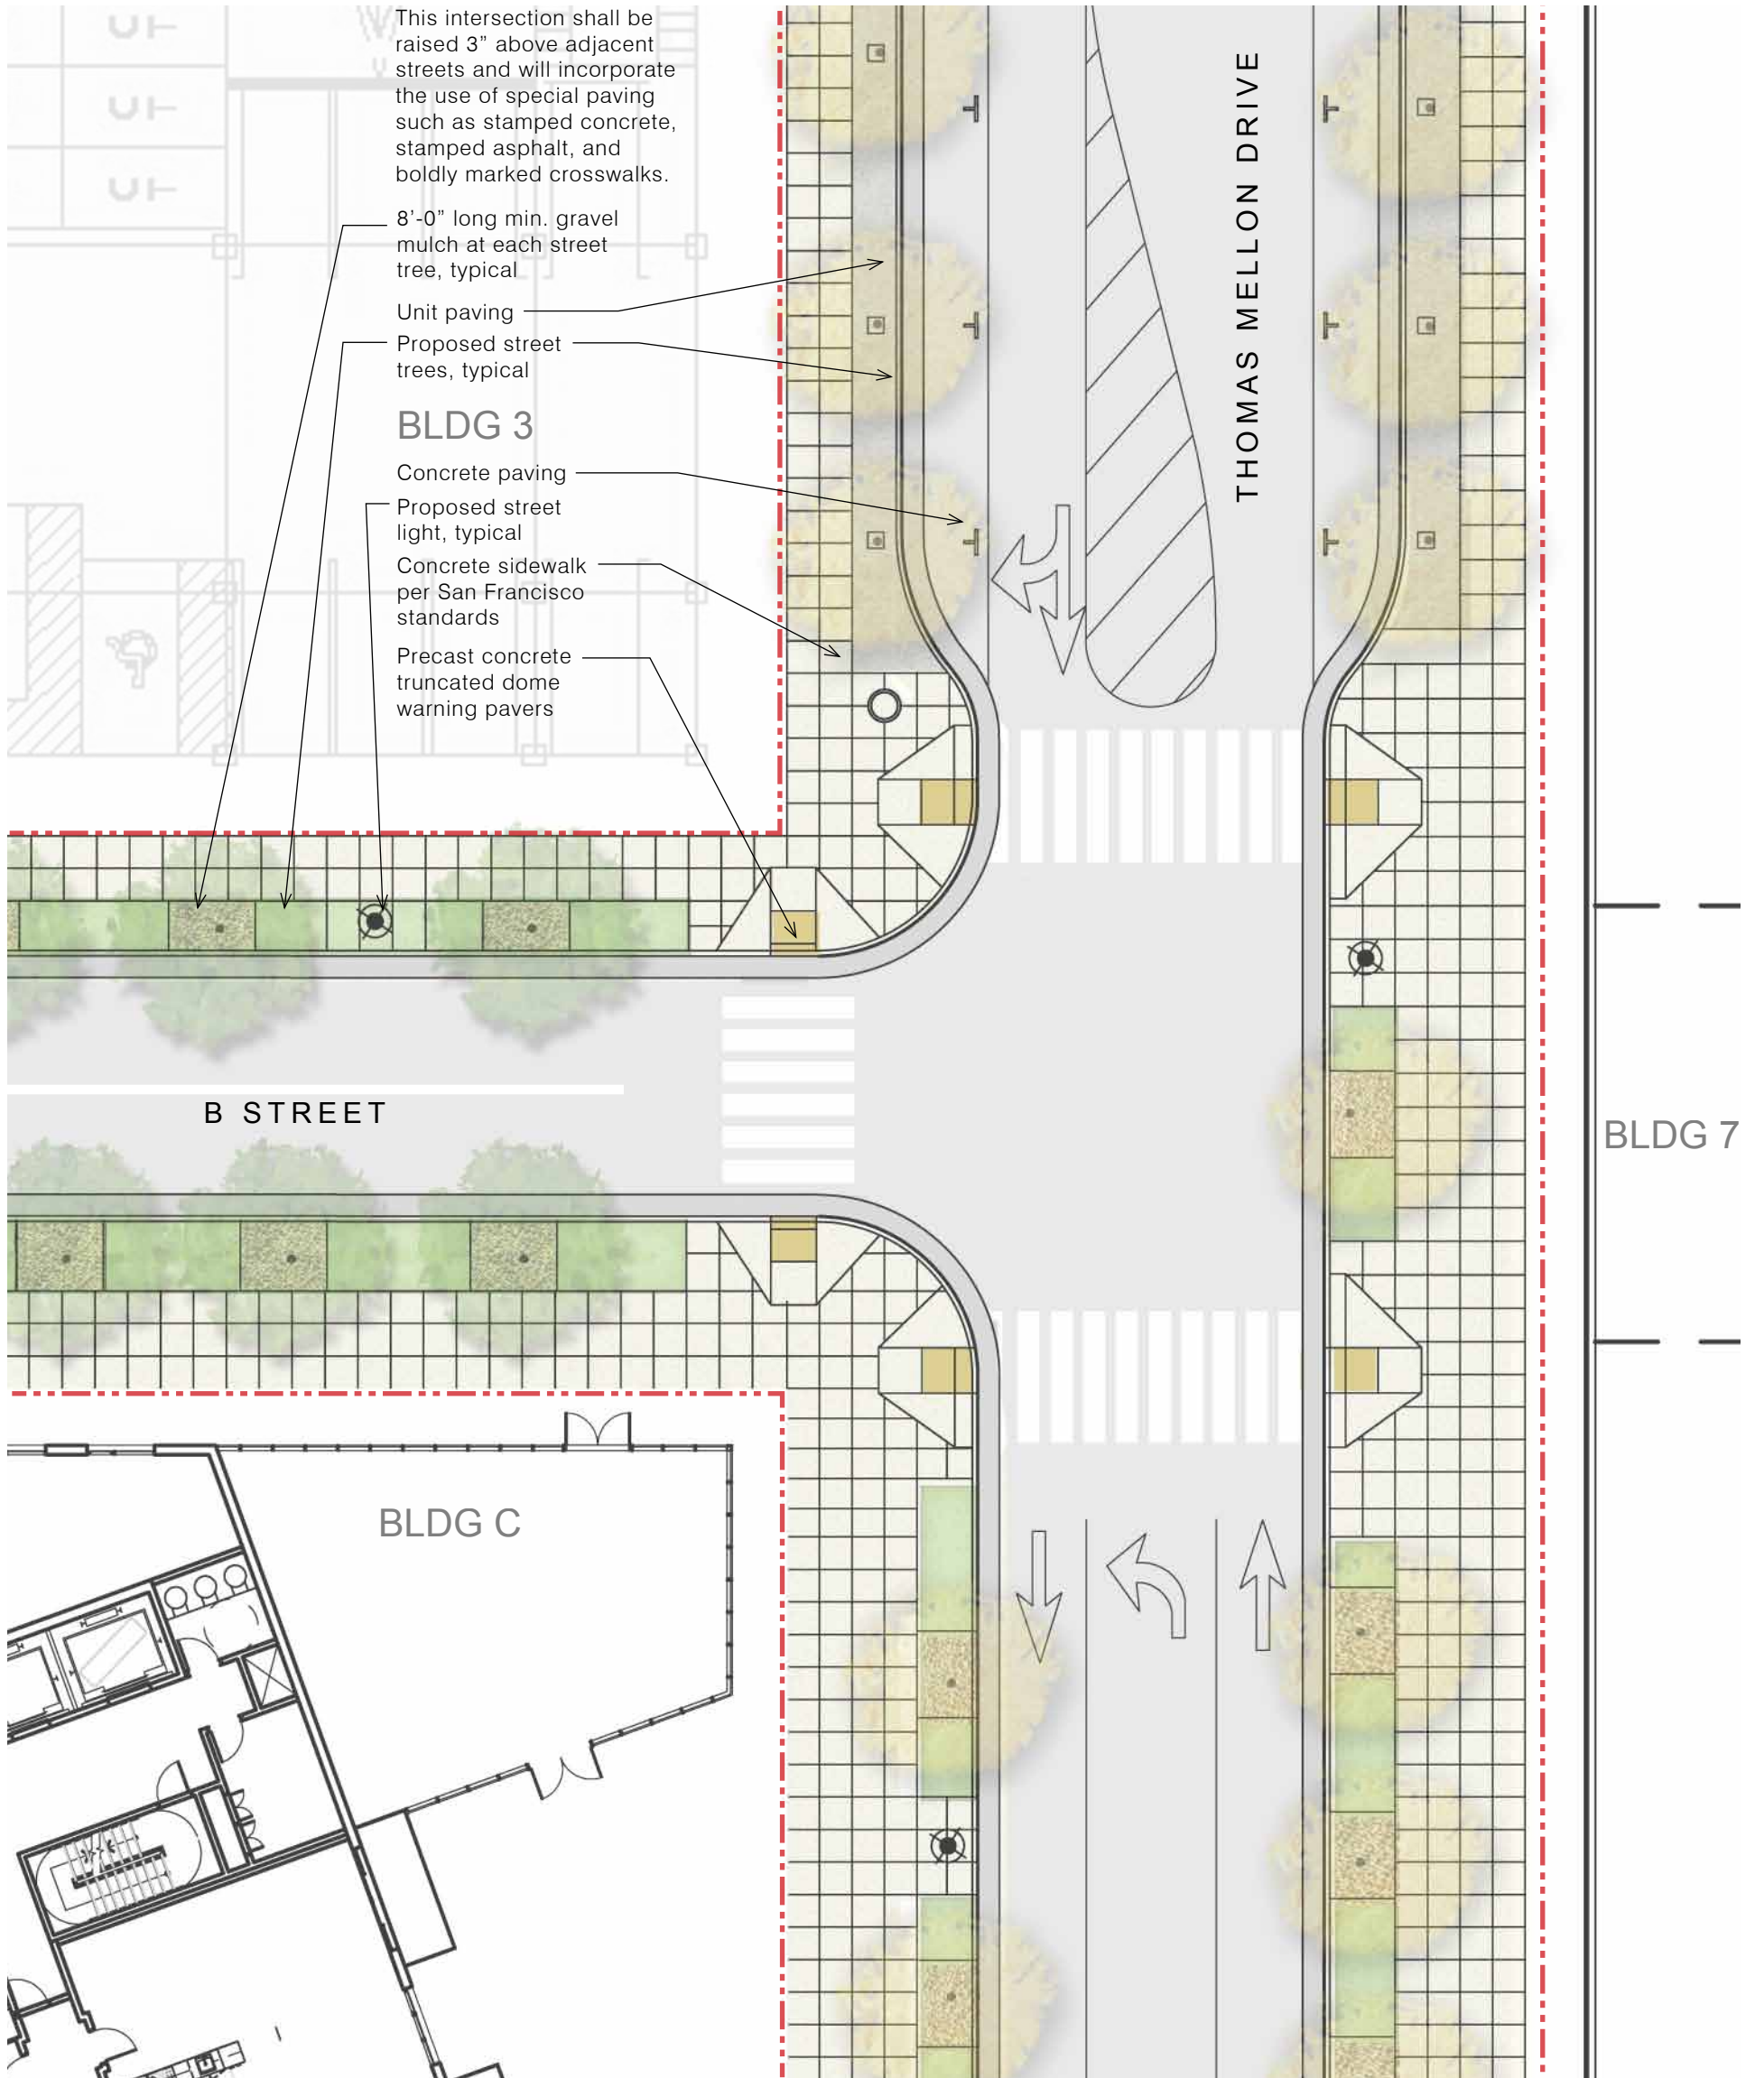 This intersection shall be
raised 3” above adjacent
streets and will incorporate
the use of special paving
such as stamped concrete,
stamped asphalt, and
boldly marked crosswalks.
8’-0” long min. gravel
mulch at each street
tree, typical
Unit paving
Proposed street
trees, typical
BLDG 3
Concrete paving
Proposed street
light, typical
Concrete sidewalk
per San Francisco
standards
Precast concrete
truncated dome
warning pavers
THOMAS MELLON DRIVE
B STREET
BLDG 7
BLDG C